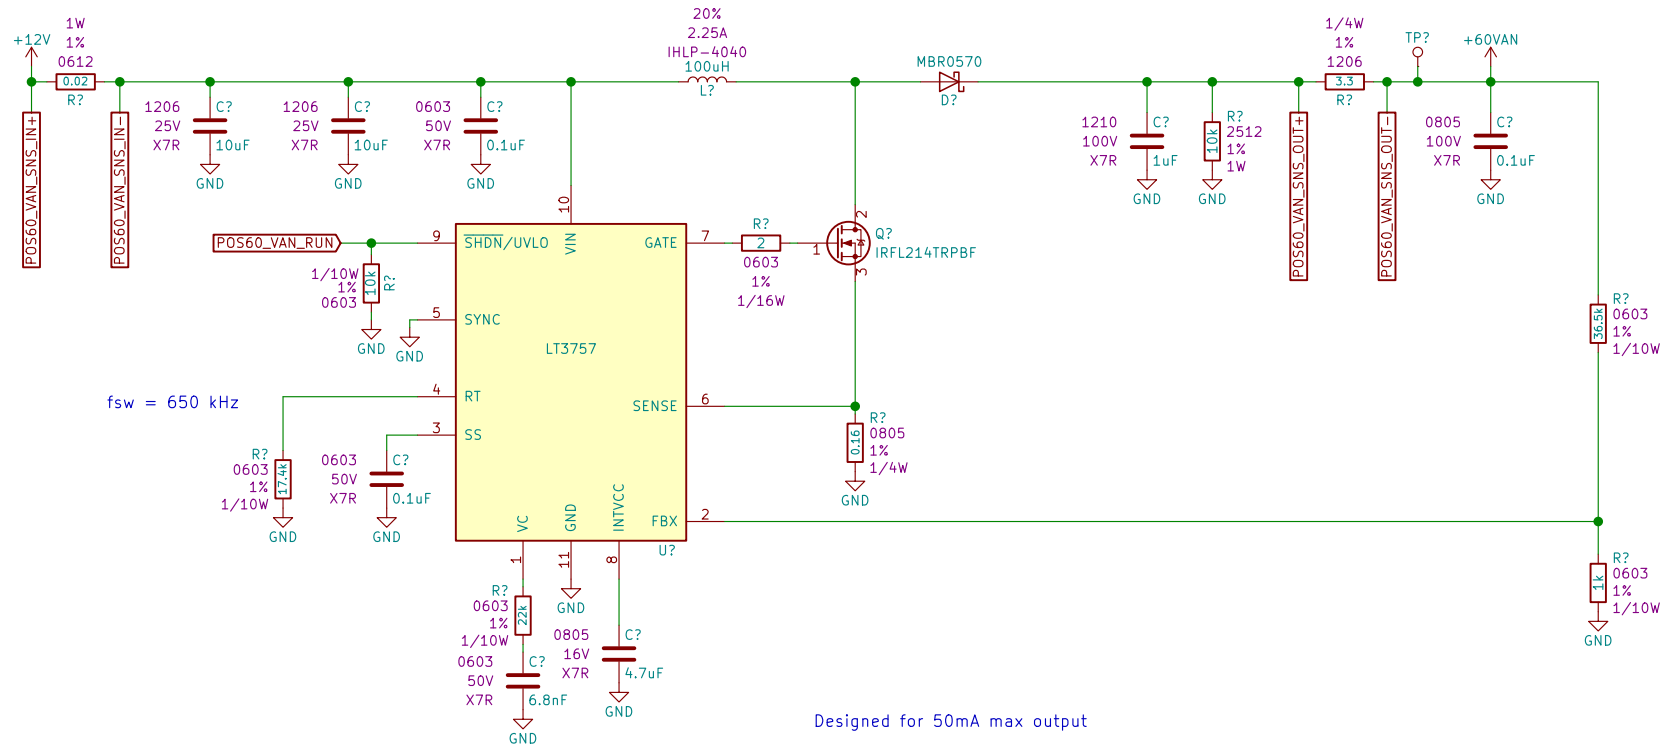 +12V
1W
1%
0612
0.02
R?
POS60_VAN_SNS_IN+
POS60_VAN_SNS_IN-
1206
25V
X7R
C?
10uF
GND
1206
25V
X7R
C?
10uF
GND
0603
50V
X7R
C?
0.1uF
GND
20%
2.25A
IHLP-4040
100uH
L?
MBR0570
D?
1210
100V
X7R
C?
1uF
GND
R?
2512
1%
1W
10k
GND
POS60_VAN_SNS_OUT+
1/4W
1%
1206
3.3
R?
POS60_VAN_SNS_OUT-
TP?
+60VAN
0805
100V
X7R
C?
0.1uF
GND
POS60_VAN_RUN
1/10W
1%
0603
10k
R?
GND
GND
9
SHDN/UVLO
10
VIN
7
GATE
5
SYNC
LT3757
4
RT
3
SS
6
SENSE
2
FBX
1
VC
11
GND
8
INTVCC
U?
R?
2
0603
1%
1/16W
1
2
3
Q?
IRFL214TRPBF
R?
0805
1%
1/4W
0.16
GND
fsw = 650 kHz
R?
0603
1%
1/10W
17.4k
GND
0603
50V
X7R
C?
0.1uF
GND
R?
0603
1%
1/10W
22k
0603
50V
X7R
C?
6.8nF
GND
GND
0805
16V
X7R
C?
4.7uF
GND
R?
0603
1%
1/10W
36.5k
R?
0603
1%
1/10W
1k
GND
Designed for 50mA max output